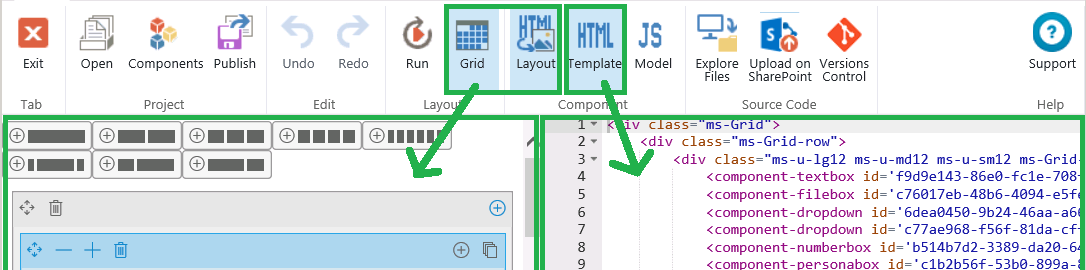 HTML
HTML JS
Exit Open Components Publish Undo Redo Run Grid Layout Template Model Explore Files Upload on SharePoint Versions Control Support
Tab Project Edit Layou Component Source Code Help
1 <div class="ms-Grid">
2 <div class="ms-Grid-row">
3 <div class="ms-u-lg12 ms-u-md12 ms-u-sm12 ms-Grid-
4 <component-textbox id='f9d9e143-86e0-fc1e-708f
5 <component-filebox id='c76017eb-48b6-4094-e5fe
6 <component-dropdown id='6dea0450-9b24-46aa-a6
7 <component-dropdown id='c77ae968-f56f-81da-cf
8 <component-numberbox id='b514b7d2-3389-da20-64
9 <component-personabox id='c1b2b56f-53b0-899a-8